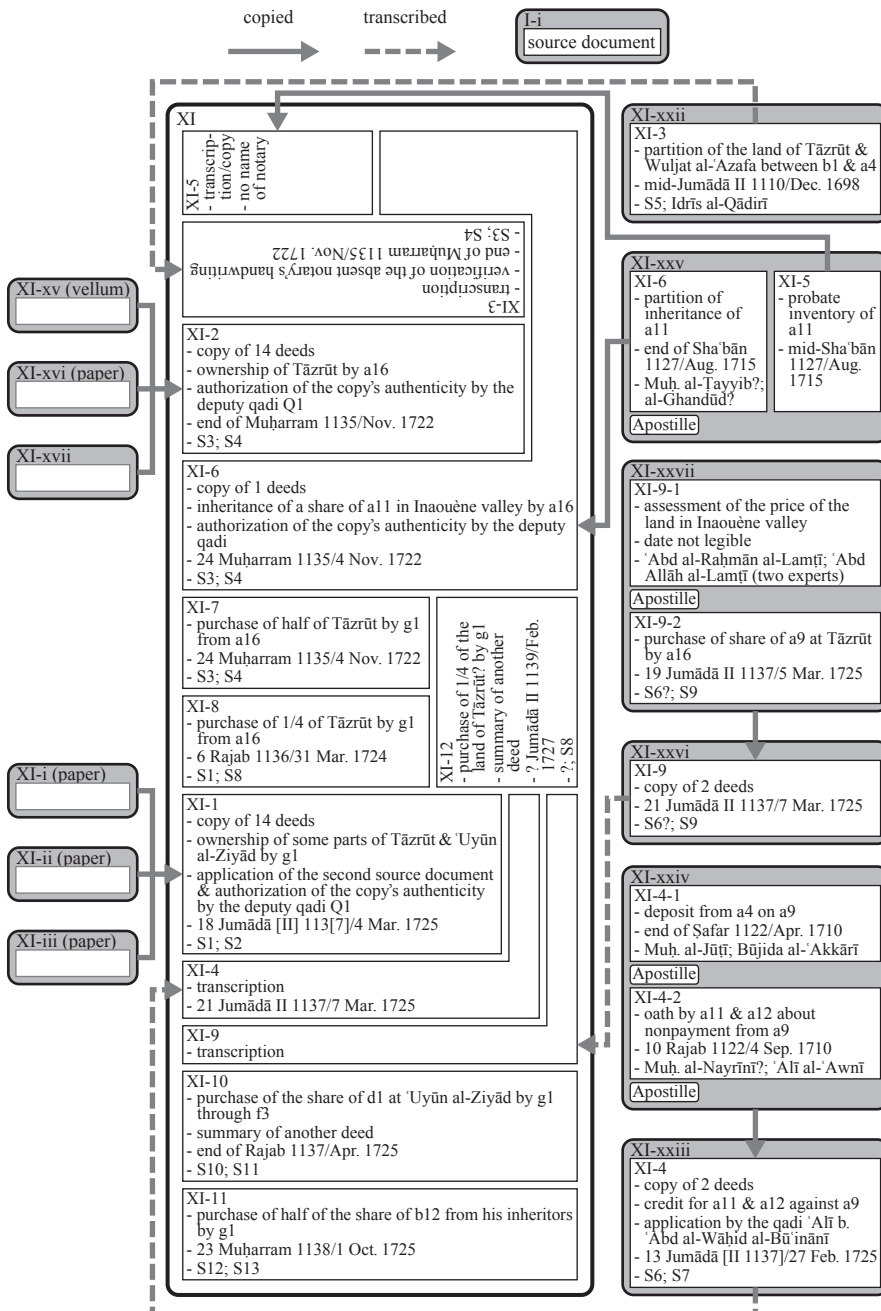 copied
transcribed
I-i
source document
XI
XI-5
- transcrip-
tion/copy
- no name
of notary
XI-3
- transcription
- verification of the absent notary's handwriting
- end of Muḥarram 1135/Nov. 1722
- S3; S4
XI-2
- copy of 14 deeds
- ownership of Tāzrūt by a16
- authorization of the copy's authenticity by the
deputy qadi Q1
- end of Muḥarram 1135/Nov. 1722
- S3; S4
XI-6
- copy of 1 deeds
- inheritance of a share of a11 in Inaouène valley by a16
- authorization of the copy's authenticity by the deputy
qadi
- 24 Muḥarram 1135/4 Nov. 1722
- S3; S4
XI-7
- purchase of half of Tāzrūt by g1
from a16
- 24 Muḥarram 1135/4 Nov. 1722
- S3; S4
XI-8
- purchase of 1/4 of Tāzrūt by g1
from a16
- 6 Rajab 1136/31 Mar. 1724
- S1; S8
XI-12
- purchase of 1/4 of the
land of Tāzrūt? by g1
- summary of another
deed
- ? Jumādā II 1139/Feb.
1727
- ?; S8
XI-1
- copy of 14 deeds
- ownership of some parts of Tāzrūt & ʿUyūn
al-Ziyād by g1
- application of the second source document
& authorization of the copy's authenticity
by the deputy qadi Q1
- 18 Jumādā [II] 113[7]/4 Mar. 1725
- S1; S2
XI-4
- transcription
- 21 Jumādā II 1137/7 Mar. 1725
XI-9
- transcription
XI-10
- purchase of the share of d1 at ʿUyūn al-Ziyād by g1
through f3
- summary of another deed
- end of Rajab 1137/Apr. 1725
- S10; S11
XI-11
- purchase of half of the share of b12 from his inheritors
by g1
- 23 Muḥarram 1138/1 Oct. 1725
- S12; S13
XI-xv (vellum)
XI-xvi (paper)
XI-xvii
XI-i (paper)
XI-ii (paper)
XI-iii (paper)
XI-xxii
XI-3
- partition of the land of Tāzrūt &
Wuljat al-ʿAzafa between b1 & a4
- mid-Jumādā II 1110/Dec. 1698
- S5; Idrīs al-Qādirī
XI-xxv
XI-6
- partition of
inheritance of
a11
- end of Shaʿbān
1127/Aug. 1715
- Muḥ. al-Ṭayyib?;
al-Ghandūd?
Apostille
XI-5
- probate
inventory of
a11
- mid-Shaʿbān
1127/Aug.
1715
XI-xxvii
XI-9-1
- assessment of the price of the
land in Inaouène valley
- date not legible
- ʿAbd al-Raḥmān al-Lamṭī; ʿAbd
Allāh al-Lamṭī (two experts)
Apostille
XI-9-2
- purchase of share of a9 at Tāzrūt
by a16
- 19 Jumādā II 1137/5 Mar. 1725
- S6?; S9
XI-xxvi
XI-9
- copy of 2 deeds
- 21 Jumādā II 1137/7 Mar. 1725
- S6?; S9
XI-xxiv
XI-4-1
- deposit from a4 on a9
- end of Ṣafar 1122/Apr. 1710
- Muḥ. al-Jūṭī; Būjida al-ʿAkkārī
Apostille
XI-4-2
- oath by a11 & a12 about
nonpayment from a9
- 10 Rajab 1122/4 Sep. 1710
- Muḥ. al-Nayrīnī?; ʿAlī al-ʿAwnī
Apostille
XI-xxiii
XI-4
- copy of 2 deeds
- credit for a11 & a12 against a9
- application by the qadi ʿAlī b.
ʿAbd al-Wāḥid al-Būʿinānī
- 13 Jumādā [II 1137]/27 Feb. 1725
- S6; S7